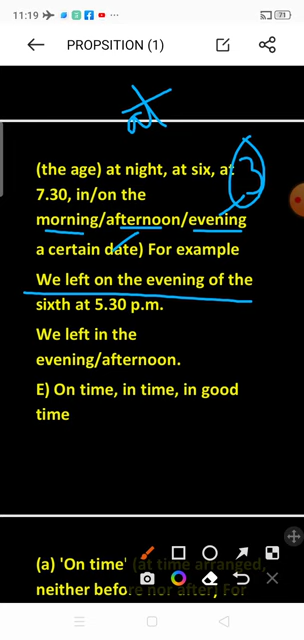 11:19
71
PROPSITION (1)
at
(the age) at night, at six, at
7.30, in/on the
morning/afternoon/evening
3
a certain date) For example
We left on the evening of the
sixth at 5.30 p.m.
We left in the
evening/afternoon.
E) On time, in time, in good
time
(a) 'On time' (at time arranged,
neither before nor after) For